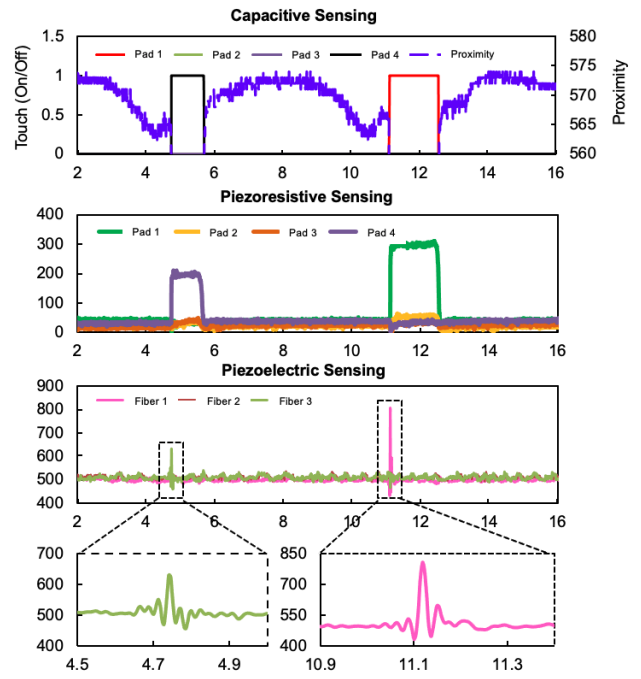 Capacitive Sensing
1.5 580
Pad 1 Pad 2 Pad 3 Pad 4 Proximity
Touch (On/Off) 1 575 Proximity
0.5 570
565
0 560
2 4 6 8 10 12 14 16
Piezoresistive Sensing
400
Pad 1 Pad 2 Pad 3 Pad 4
300
200
100
0
2 4 6 8 10 12 14 16
Piezoelectric Sensing
900
Fiber 1 Fiber 2 Fiber 3
800
700
600
500
400
2 4 6 8 10 12 14 16
700 850
600 700
500 550
400 400
4.5 4.7 4.9 10.9 11.1 11.3